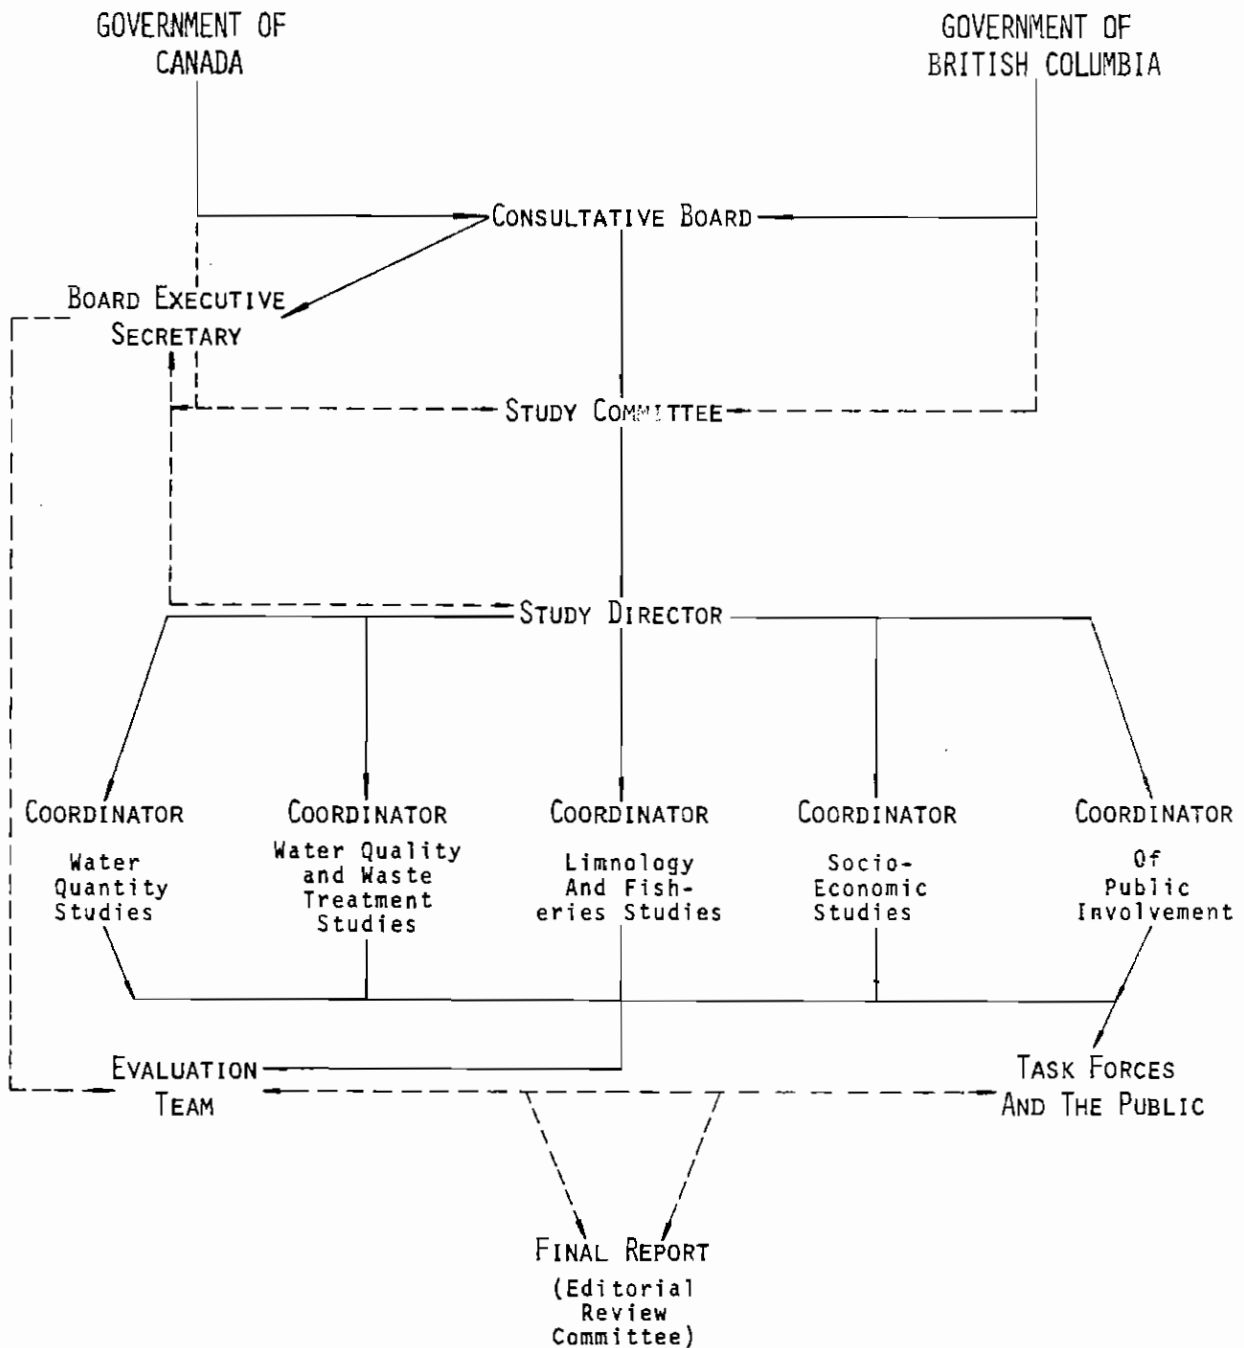 GOVERNMENT OF
CANADA
GOVERNMENT OF
BRITISH COLUMBIA
CONSULTATIVE BOARD
BOARD EXECUTIVE
SECRETARY
STUDY COMMITTEE
STUDY DIRECTOR
COORDINATOR
Water
Quantity
Studies
COORDINATOR
Water Quality
and Waste
Treatment
Studies
COORDINATOR
Limnology
And Fish-
eries Studies
COORDINATOR
Socio-
Economic
Studies
COORDINATOR
Of
Public
Involvement
EVALUATION
TEAM
TASK FORCES
AND THE PUBLIC
FINAL REPORT
(Editorial
Review
Committee)